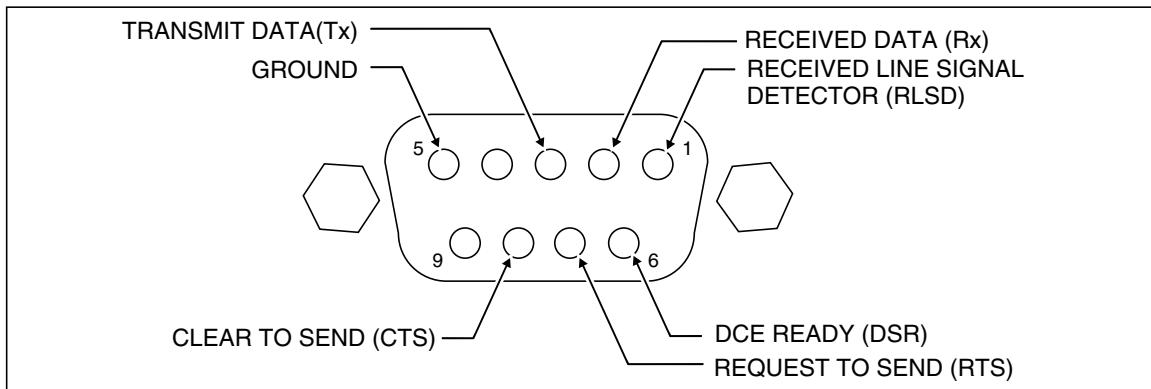 TRANSMIT DATA(Tx)
GROUND
RECEIVED DATA (Rx)
RECEIVED LINE SIGNAL
DETECTOR (RLSD)
5
1
9
6
CLEAR TO SEND (CTS)
DCE READY (DSR)
REQUEST TO SEND (RTS)